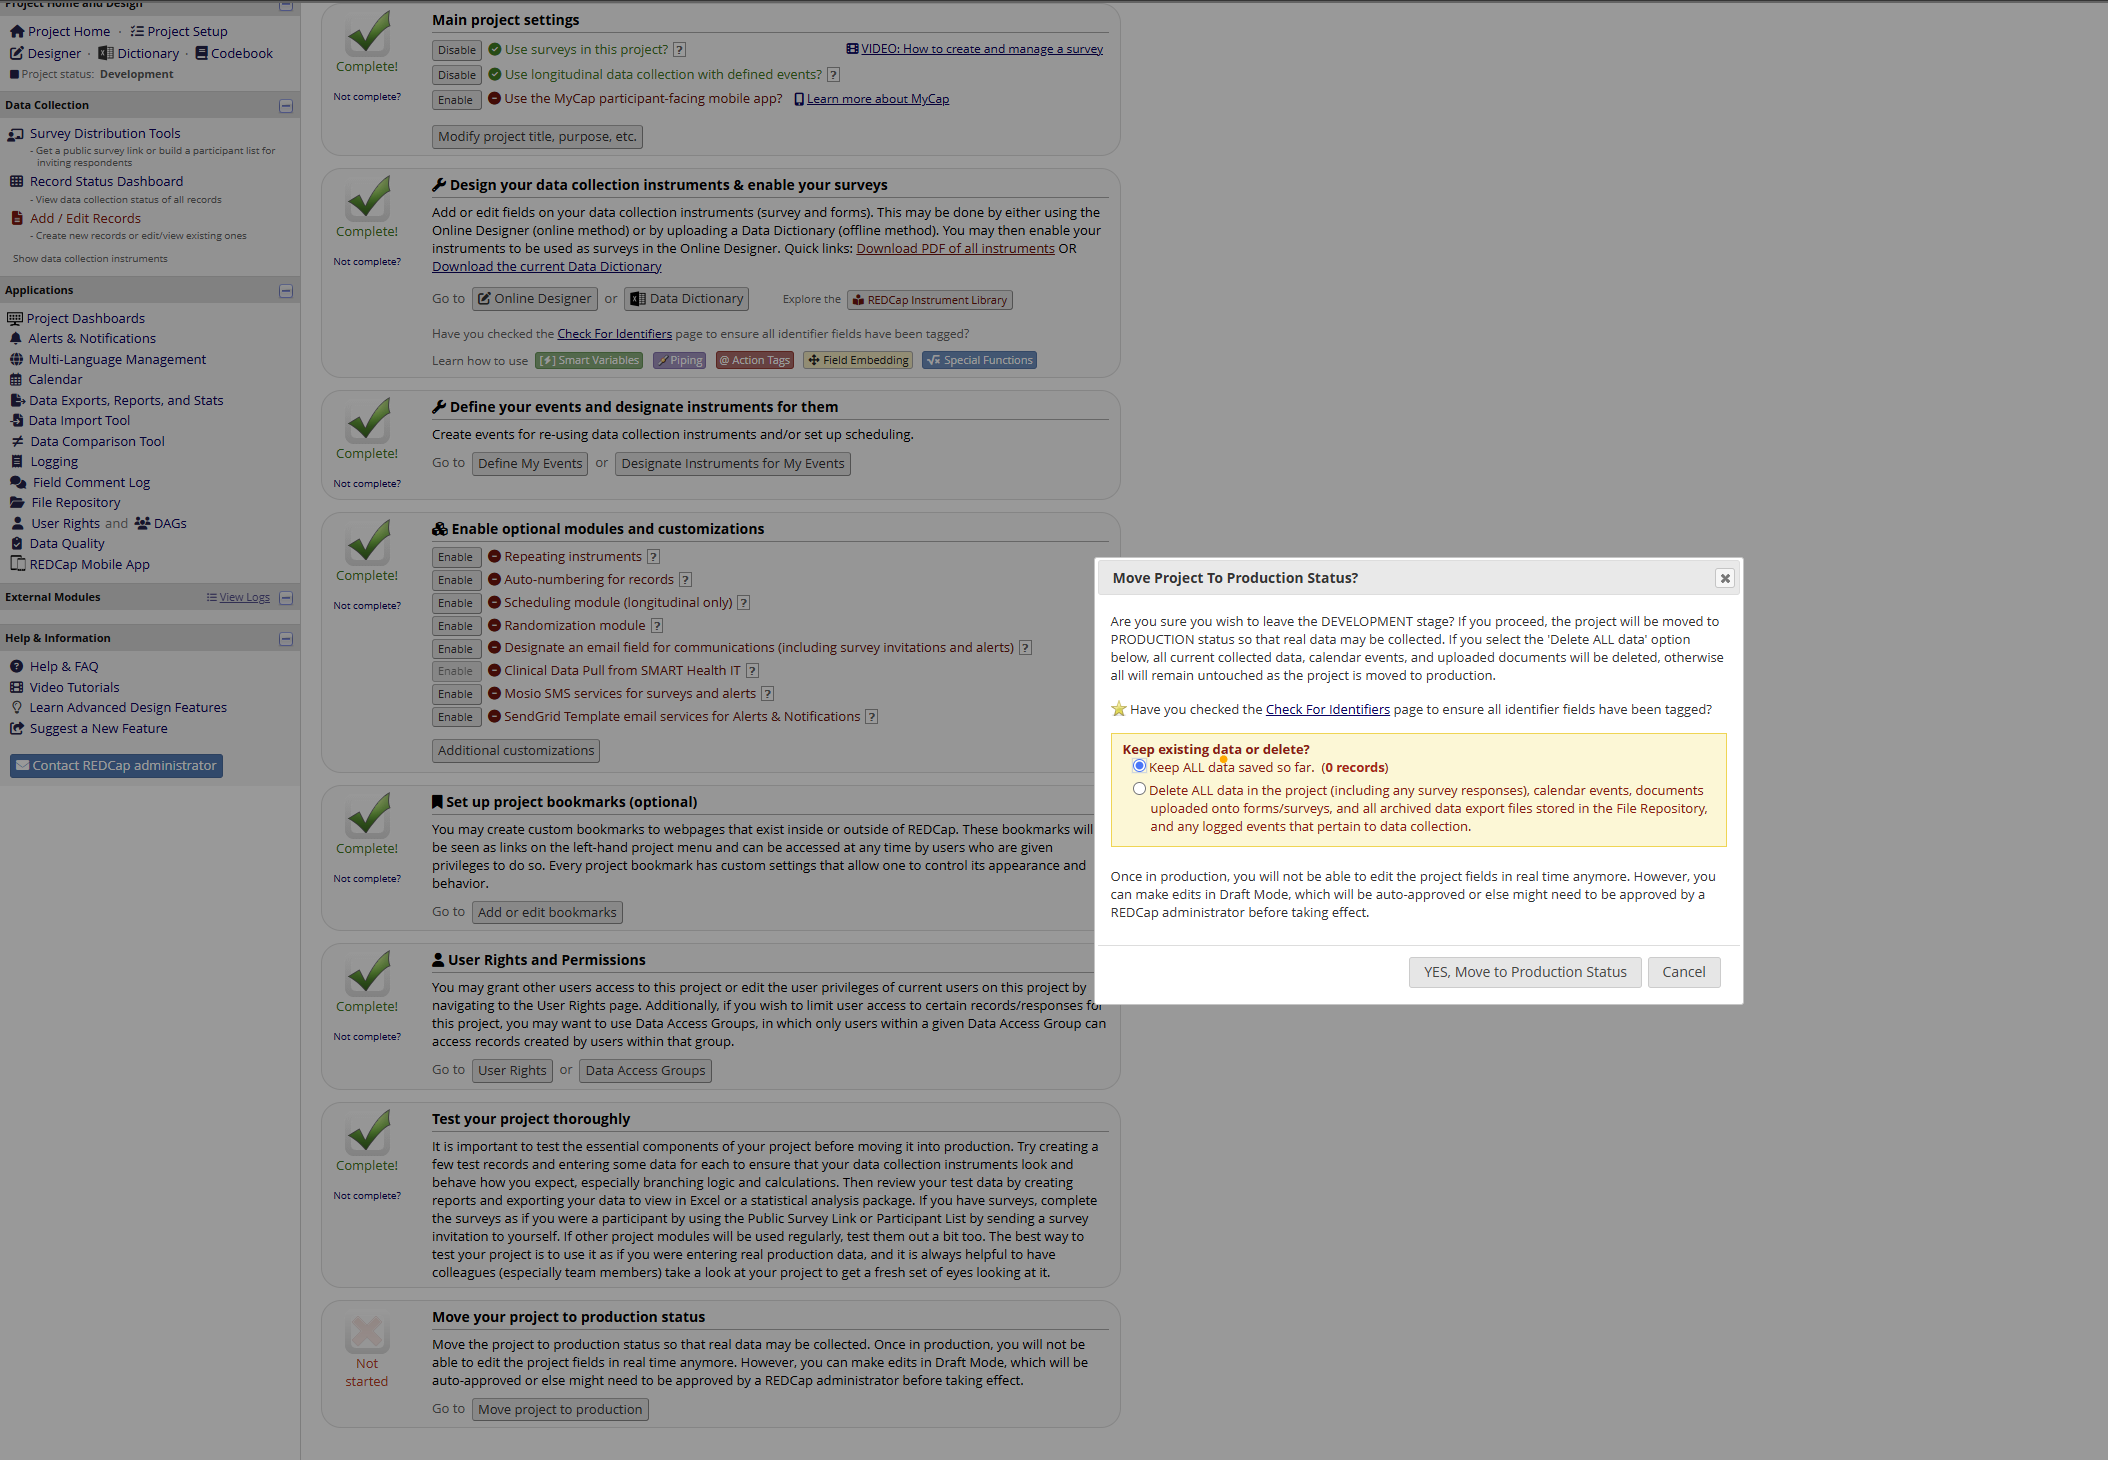 Project Home and Design
Project Home · Project Setup
Designer · Dictionary · Codebook
Project status: Development
Data Collection
Survey Distribution Tools
- Get a public survey link or build a participant list for
inviting respondents
Record Status Dashboard
- View data collection status of all records
Add / Edit Records
- Create new records or edit/view existing ones
Show data collection instruments
Applications
Project Dashboards
Alerts & Notifications
Multi-Language Management
Calendar
Data Exports, Reports, and Stats
Data Import Tool
Data Comparison Tool
Logging
Field Comment Log
File Repository
User Rights and DAGs
Data Quality
REDCap Mobile App
External Modules View Logs
Help & Information
Help & FAQ
Video Tutorials
Learn Advanced Design Features
Suggest a New Feature
Contact REDCap administrator
Complete!
Not complete?
Main project settings
Disable Use surveys in this project? ? VIDEO: How to create and manage a survey
Disable Use longitudinal data collection with defined events? ?
Enable Use the MyCap participant-facing mobile app? Learn more about MyCap
Modify project title, purpose, etc.
Complete!
Not complete?
Design your data collection instruments & enable your surveys
Add or edit fields on your data collection instruments (survey and forms). This may be done by either using the
Online Designer (online method) or by uploading a Data Dictionary (offline method). You may then enable your
instruments to be used as surveys in the Online Designer. Quick links: Download PDF of all instruments OR
Download the current Data Dictionary
Go to Online Designer or Data Dictionary Explore the REDCap Instrument Library
Have you checked the Check For Identifiers page to ensure all identifier fields have been tagged?
Learn how to use [⚡] Smart Variables Piping @ Action Tags Field Embedding Special Functions
Complete!
Not complete?
Define your events and designate instruments for them
Create events for re-using data collection instruments and/or set up scheduling.
Go to Define My Events or Designate Instruments for My Events
Complete!
Not complete?
Enable optional modules and customizations
Enable Repeating instruments ?
Enable Auto-numbering for records ?
Enable Scheduling module (longitudinal only) ?
Enable Randomization module ?
Enable Designate an email field for communications (including survey invitations and alerts) ?
Enable Clinical Data Pull from SMART Health IT ?
Enable Mosio SMS services for surveys and alerts ?
Enable SendGrid Template email services for Alerts & Notifications ?
Additional customizations
Complete!
Not complete?
Set up project bookmarks (optional)
You may create custom bookmarks to webpages that exist inside or outside of REDCap. These bookmarks will
be seen as links on the left-hand project menu and can be accessed at any time by users who are given
privileges to do so. Every project bookmark has custom settings that allow one to control its appearance and
behavior.
Go to Add or edit bookmarks
Complete!
Not complete?
User Rights and Permissions
You may grant other users access to this project or edit the user privileges of current users on this project by
navigating to the User Rights page. Additionally, if you wish to limit user access to certain records/responses for
this project, you may want to use Data Access Groups, in which only users within a given Data Access Group can
access records created by users within that group.
Go to User Rights or Data Access Groups
Complete!
Not complete?
Test your project thoroughly
It is important to test the essential components of your project before moving it into production. Try creating a
few test records and entering some data for each to ensure that your data collection instruments look and
behave how you expect, especially branching logic and calculations. Then review your test data by creating
reports and exporting your data to view in Excel or a statistical analysis package. If you have surveys, complete
the surveys as if you were a participant by using the Public Survey Link or Participant List by sending a survey
invitation to yourself. If other project modules will be used regularly, test them out a bit too. The best way to
test your project is to use it as if you were entering real production data, and it is always helpful to have
colleagues (especially team members) take a look at your project to get a fresh set of eyes looking at it.
Not
started
Move your project to production status
Move the project to production status so that real data may be collected. Once in production, you will not be
able to edit the project fields in real time anymore. However, you can make edits in Draft Mode, which will be
auto-approved or else might need to be approved by a REDCap administrator before taking effect.
Go to Move project to production
Move Project To Production Status?
Are you sure you wish to leave the DEVELOPMENT stage? If you proceed, the project will be moved to
PRODUCTION status so that real data may be collected. If you select the 'Delete ALL data' option
below, all current collected data, calendar events, and uploaded documents will be deleted, otherwise
all will remain untouched as the project is moved to production.
Have you checked the Check For Identifiers page to ensure all identifier fields have been tagged?
Keep existing data or delete?
Keep ALL data saved so far. (0 records)
Delete ALL data in the project (including any survey responses), calendar events, documents
uploaded onto forms/surveys, and all archived data export files stored in the File Repository,
and any logged events that pertain to data collection.
Once in production, you will not be able to edit the project fields in real time anymore. However, you
can make edits in Draft Mode, which will be auto-approved or else might need to be approved by a
REDCap administrator before taking effect.
YES, Move to Production Status Cancel